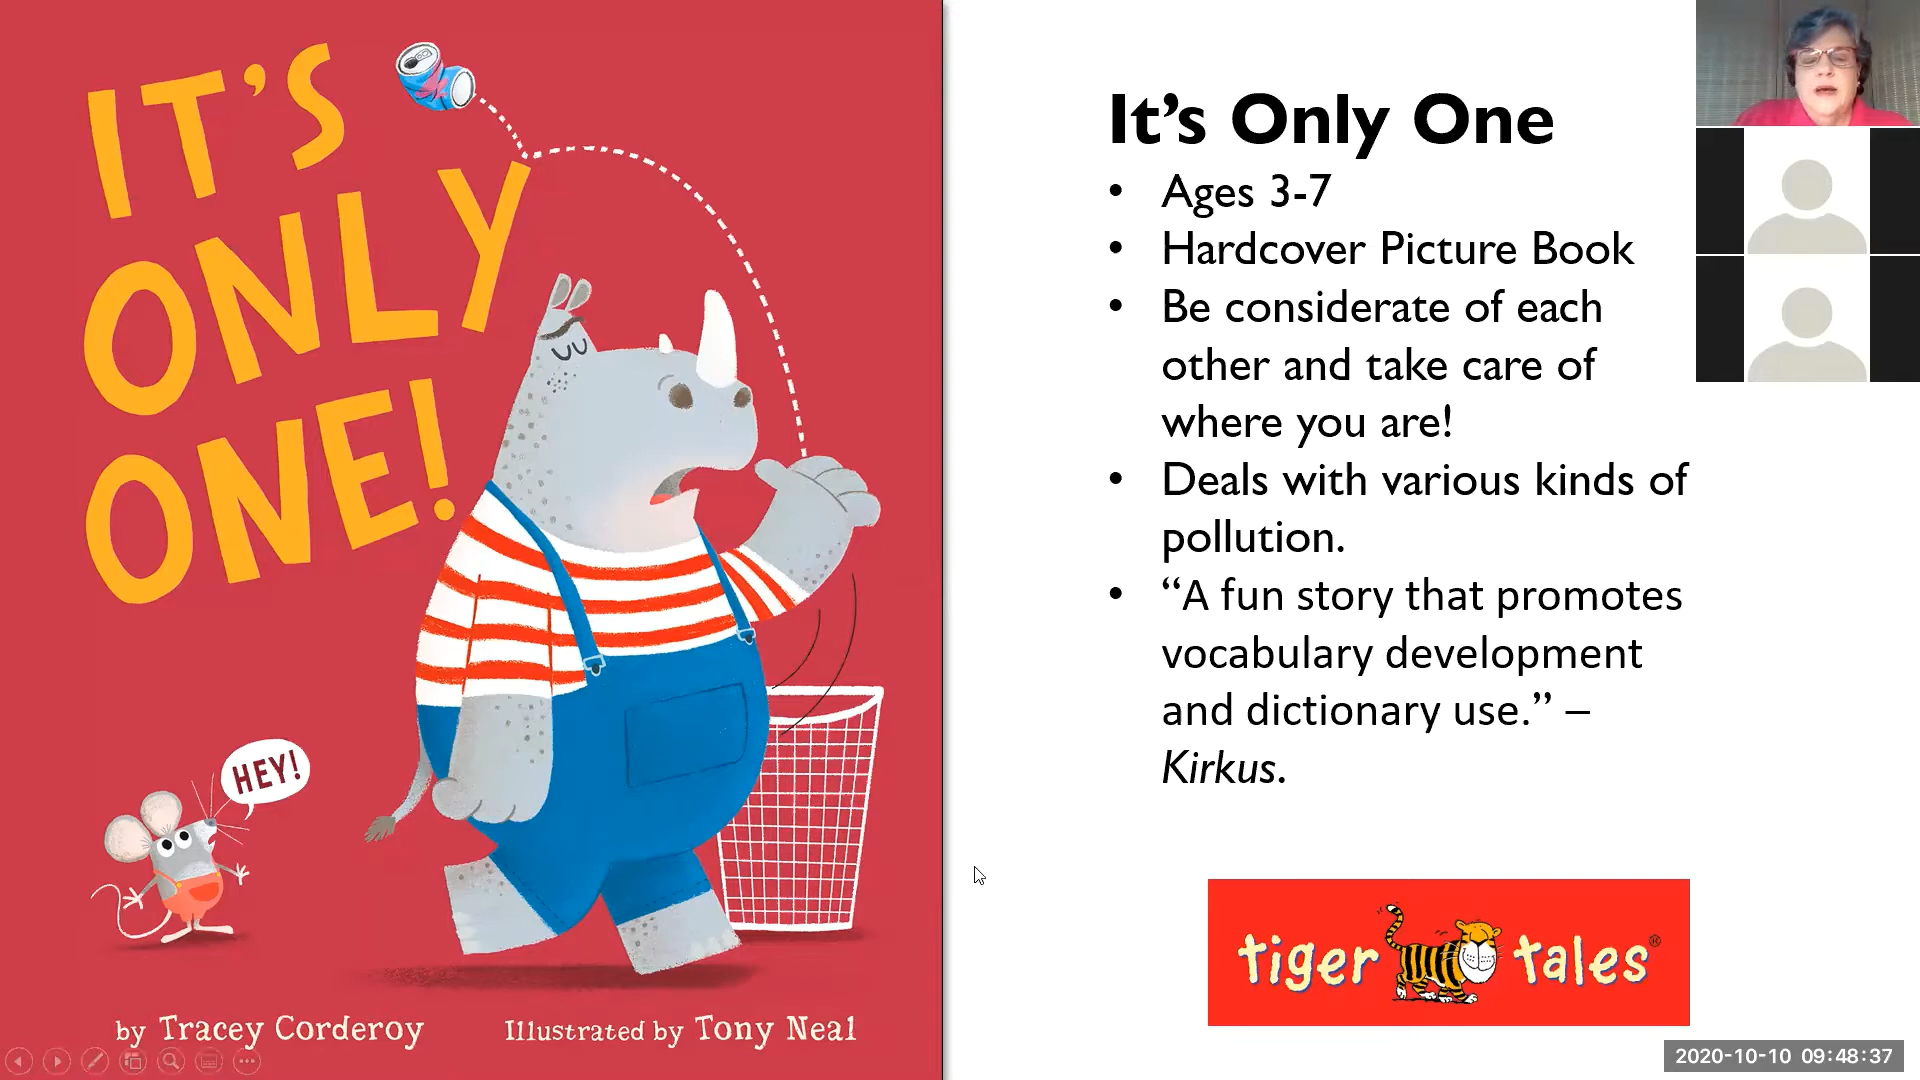 IT'S
ONLY
ONE!
HEY!
by Tracey Corderoy
Illustrated by Tony Neal
It's Only One
• Ages 3-7
• Hardcover Picture Book
• Be considerate of each
other and take care of
where you are!
• Deals with various kinds of
pollution.
• “A fun story that promotes
vocabulary development
and dictionary use.” –
Kirkus.
tiger tales®
2020-10-10 09:48:37